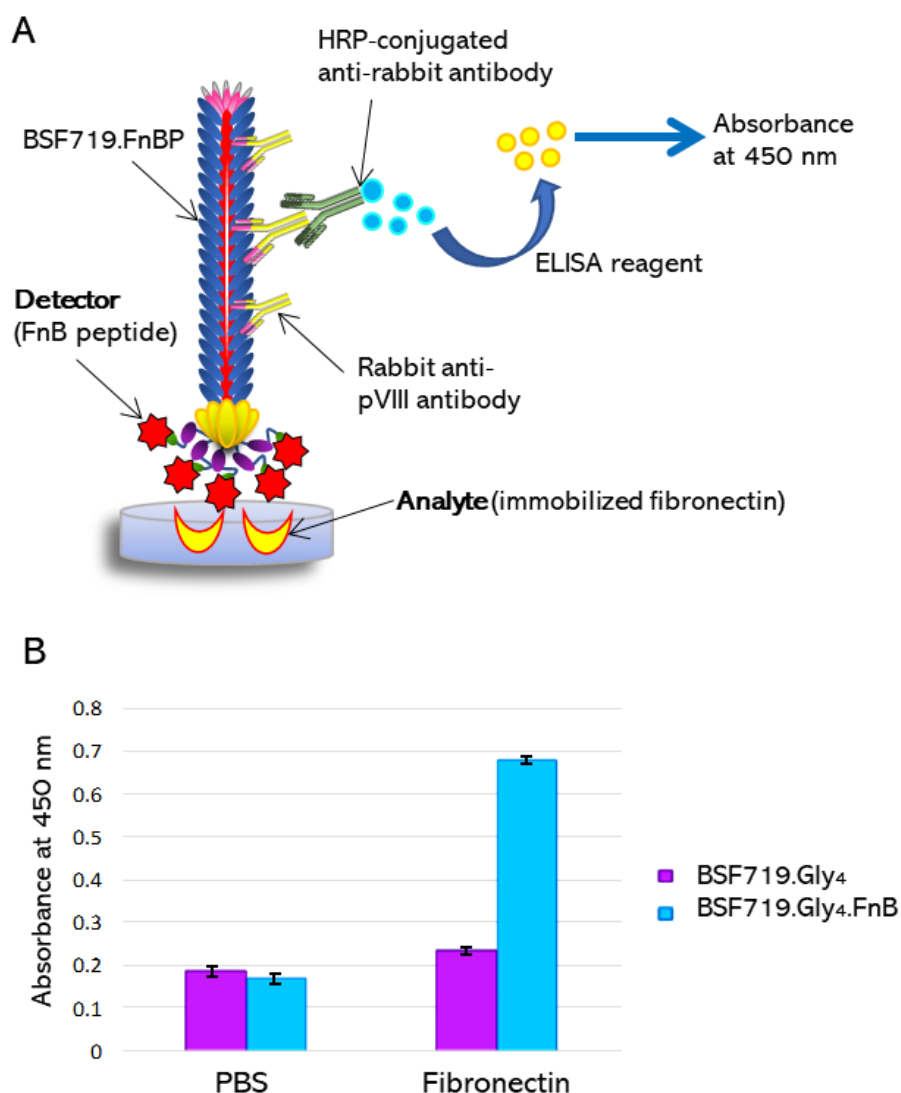 A
HRP-conjugated
anti-rabbit antibody
BSF719.FnBP
Absorbance
at 450 nm
ELISA reagent
Detector
(FnB peptide)
Rabbit anti-
pVIII antibody
Analyte (immobilized fibronectin)
B
Absorbance at 450 nm
0.8
0.7
0.6
0.5
0.4
0.3
0.2
0.1
0
PBS
Fibronectin
BSF719.Gly₄
BSF719.Gly₄.FnB